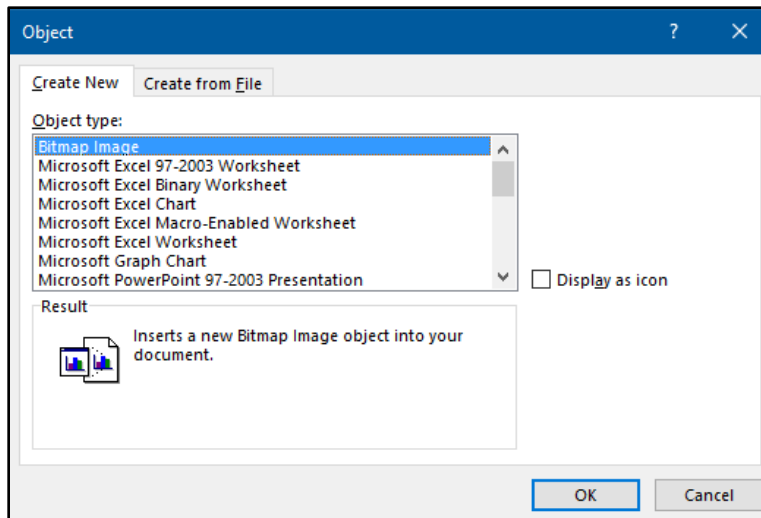 Object
Create New
Create from File
Object type:
Bitmap Image
Microsoft Excel 97-2003 Worksheet
Microsoft Excel Binary Worksheet
Microsoft Excel Chart
Microsoft Excel Macro-Enabled Worksheet
Microsoft Excel Worksheet
Microsoft Graph Chart
Microsoft PowerPoint 97-2003 Presentation
Display as icon
Result
Inserts a new Bitmap Image object into your
document.
OK
Cancel